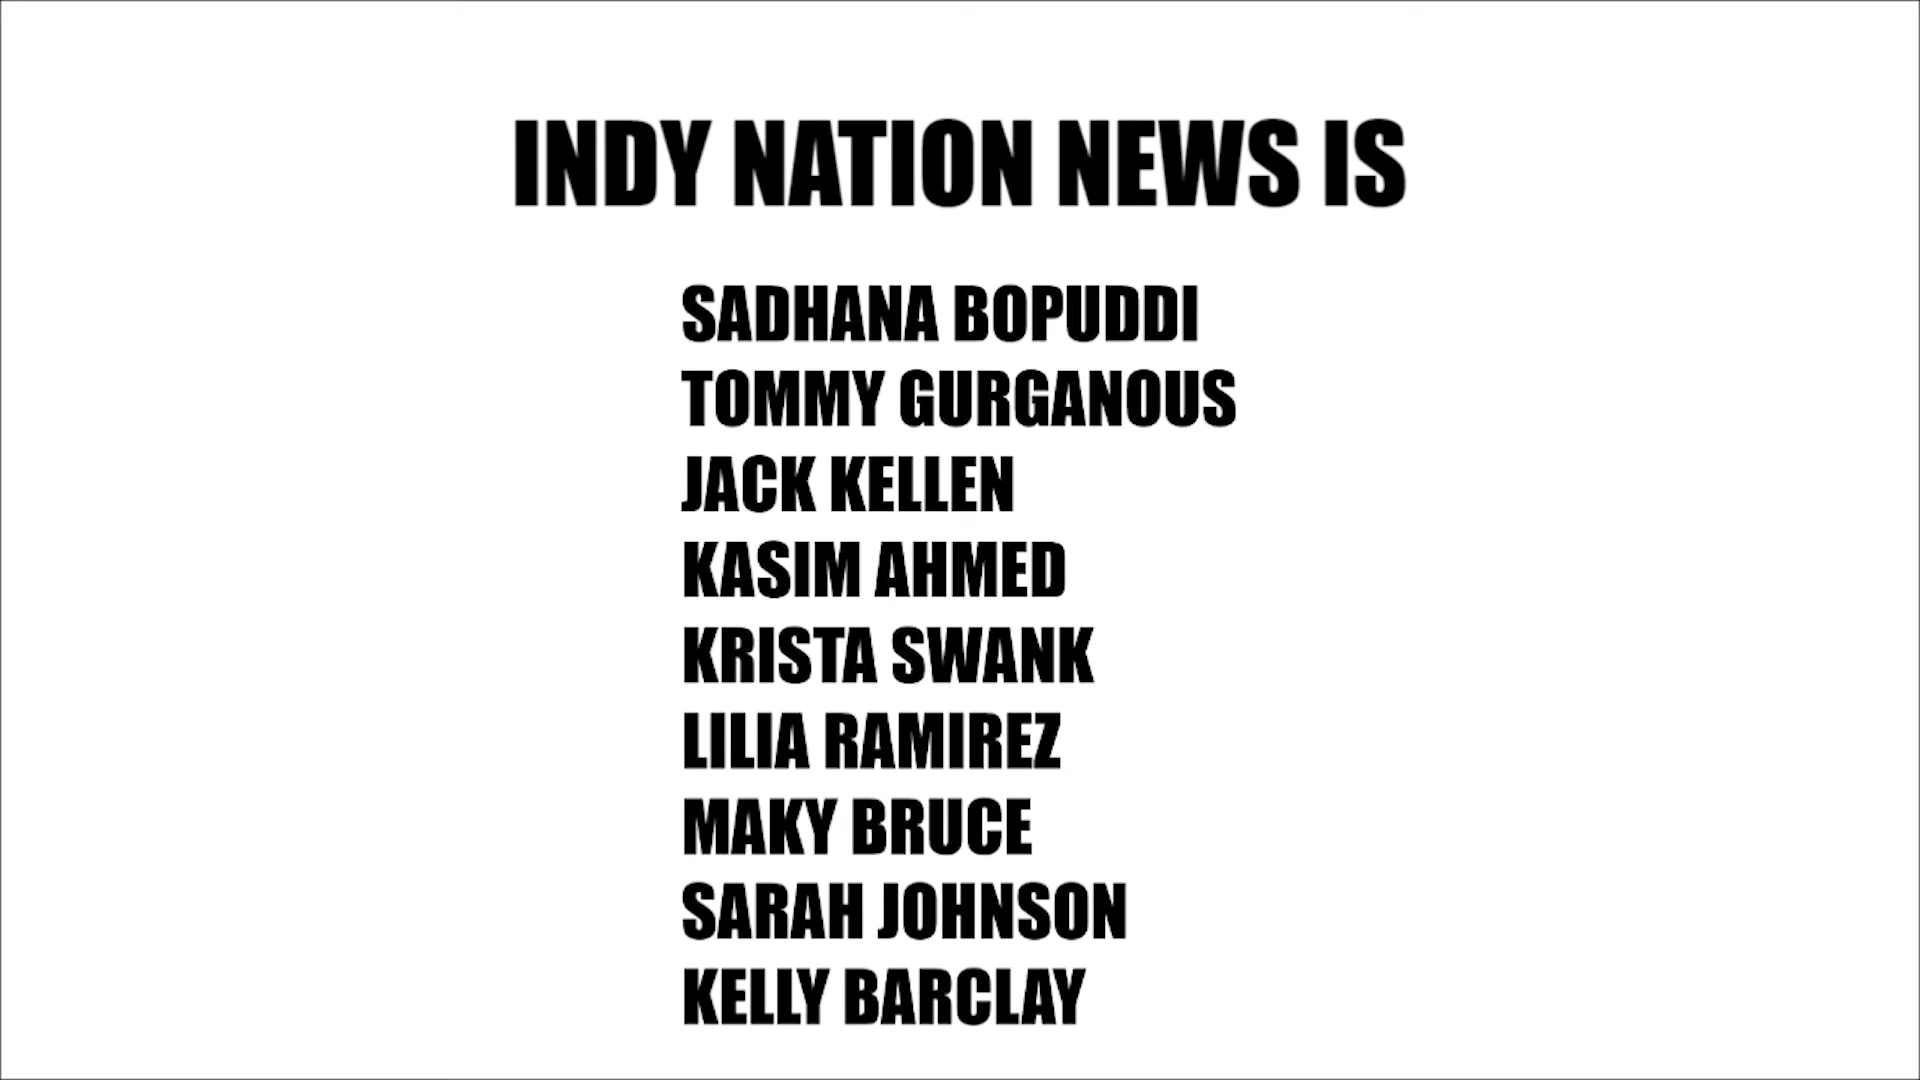 INDY NATION NEWS IS
SADHANA BOPUDDI
TOMMY GURGANOUS
JACK KELLEN
KASIM AHMED
KRISTA SWANK
LILIA RAMIREZ
MAKY BRUCE
SARAH JOHNSON
KELLY BARCLAY